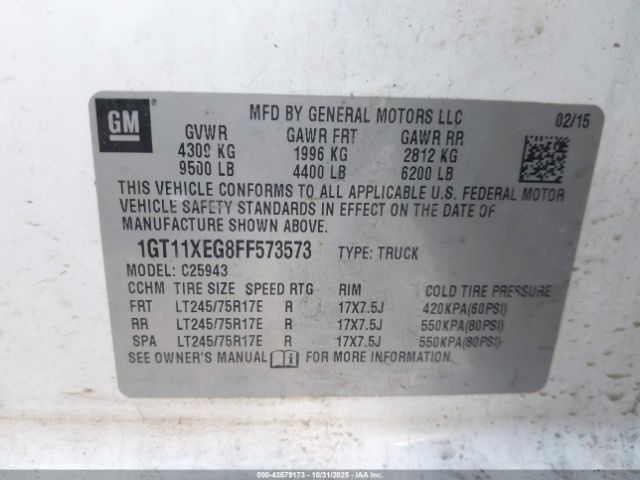 GM
MFD BY GENERAL MOTORS LLC 02/15
GVWR GAWR FRT GAWR RR
4309 KG 1996 KG 2812 KG
9500 LB 4400 LB 6200 LB
THIS VEHICLE CONFORMS TO ALL APPLICABLE U.S. FEDERAL MOTOR
VEHICLE SAFETY STANDARDS IN EFFECT ON THE DATE OF
MANUFACTURE SHOWN ABOVE.
1GT11XEG8FF573573 TYPE: TRUCK
MODEL: C25943
CCHM TIRE SIZE SPEED RTG RIM COLD TIRE PRESSURE
FRT LT245/75R17E R 17X7.5J 420KPA(60PSI)
RR LT245/75R17E R 17X7.5J 550KPA(80PSI)
SPA LT245/75R17E R 17X7.5J 550KPA(80PSI)
SEE OWNER'S MANUAL FOR MORE INFORMATION.
000-43579173 - 10/31/2025 - IAAI.COM